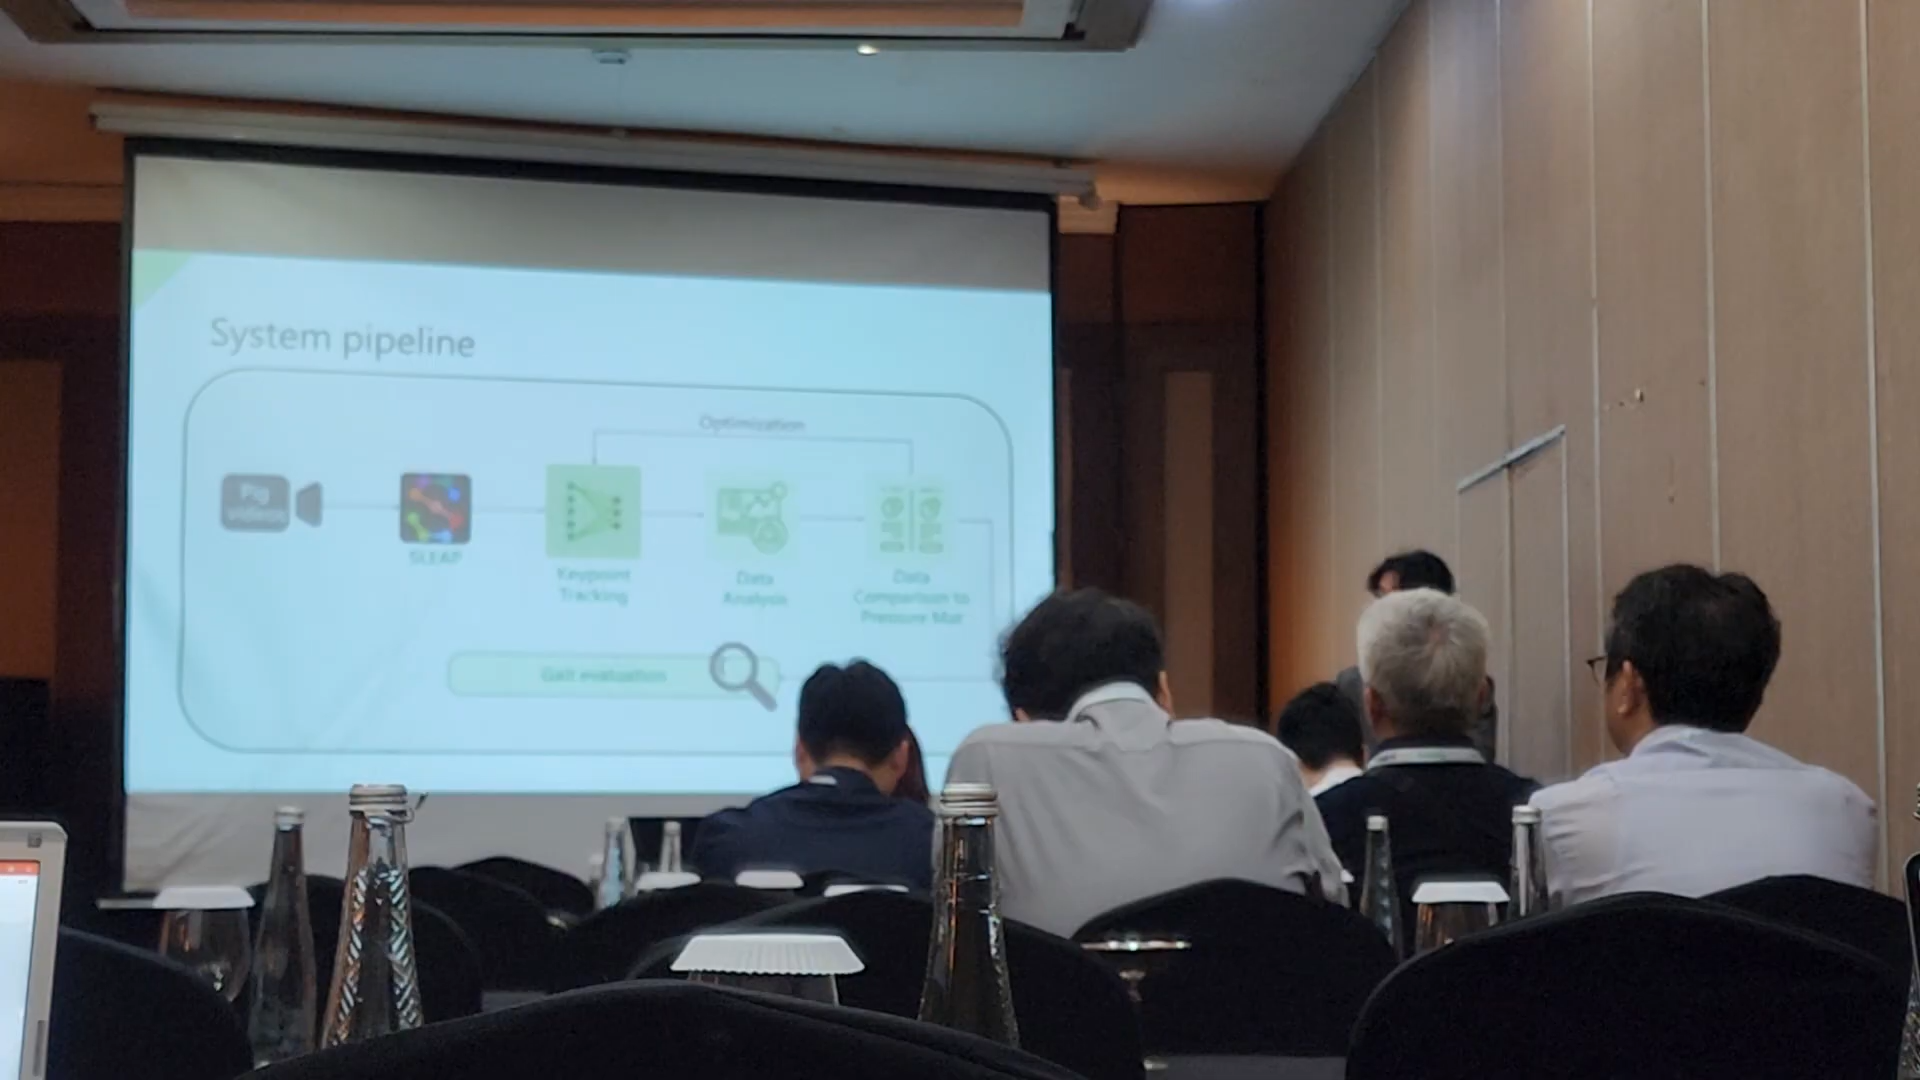 System pipeline
Optimization
Pig
videos
SLEAP
Keypoint
Tracking
Data
Analysis
Data
Comparison to
Pressure Mat
Gait evaluation